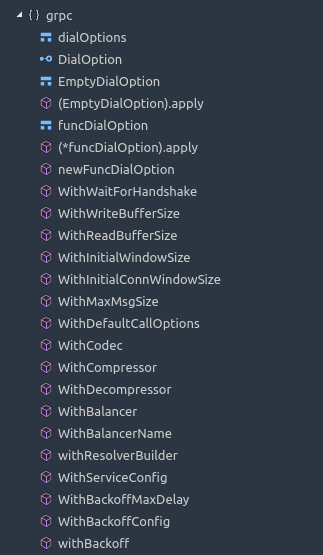 { } grpc
dialOptions
DialOption
EmptyDialOption
(EmptyDialOption).apply
funcDialOption
(*funcDialOption).apply
newFuncDialOption
WithWaitForHandshake
WithWriteBufferSize
WithReadBufferSize
WithInitialWindowSize
WithInitialConnWindowSize
WithMaxMsgSize
WithDefaultCallOptions
WithCodec
WithCompressor
WithDecompressor
WithBalancer
WithBalancerName
withResolverBuilder
WithServiceConfig
WithBackoffMaxDelay
WithBackoffConfig
withBackoff